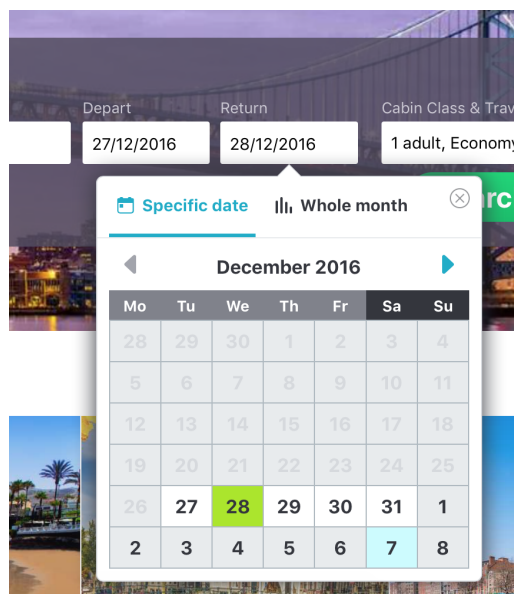 Depart Return Cabin Class & Trav
27/12/2016 28/12/2016 1 adult, Economy
Specific date Whole month
December 2016
Mo Tu We Th Fr Sa Su
28 29 30 1 2 3 4
5 6 7 8 9 10 11
12 13 14 15 16 17 18
19 20 21 22 23 24 25
26 27 28 29 30 31 1
2 3 4 5 6 7 8